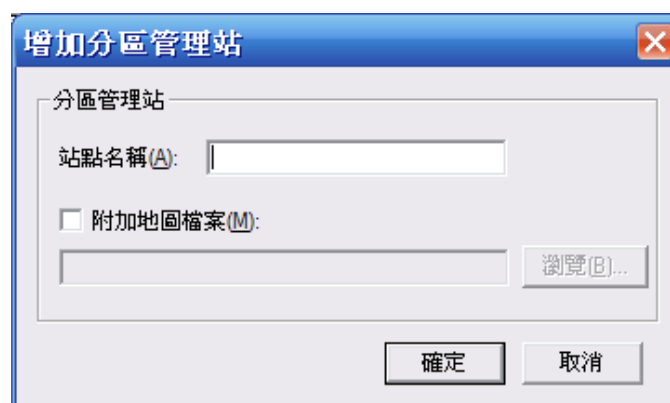 增加分區管理站
分區管理站
站點名稱(A):
附加地圖檔案(M):
瀏覽(B)...
確定 取消